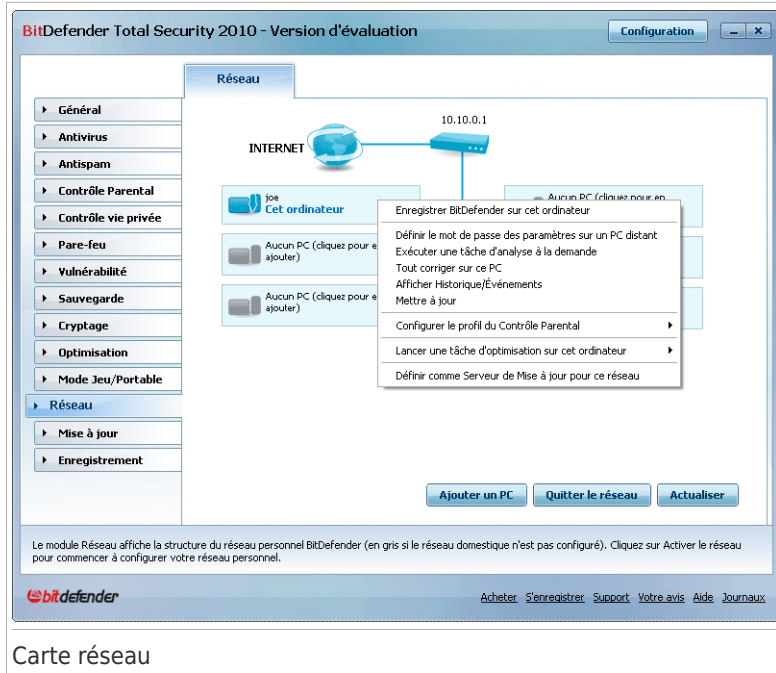 BitDefender Total Security 2010 - Version d'évaluation
Configuration
Réseau
Général
Antivirus
Antispam
Contrôle Parental
Contrôle vie privée
Pare-feu
Vulnérabilité
Sauvegarde
Cryptage
Optimisation
Mode Jeu/Portable
Réseau
Mise à jour
Enregistrement
10.10.0.1
INTERNET
joe
Cet ordinateur
Aucun PC (cliquez pour en
Aucun PC (cliquez pour e
ajouter)
Aucun PC (cliquez pour e
ajouter)
Enregistrer BitDefender sur cet ordinateur
Définir le mot de passe des paramètres sur un PC distant
Exécuter une tâche d'analyse à la demande
Tout corriger sur ce PC
Afficher Historique/Événements
Mettre à jour
Configurer le profil du Contrôle Parental
Lancer une tâche d'optimisation sur cet ordinateur
Définir comme Serveur de Mise à jour pour ce réseau
Ajouter un PC
Quitter le réseau
Actualiser
Le module Réseau affiche la structure du réseau personnel BitDefender (en gris si le réseau domestique n'est pas configuré). Cliquez sur Activer le réseau
pour commencer à configurer votre réseau personnel.
bitdefender
Acheter S'enregistrer Support Votre avis Aide Journaux
Carte réseau